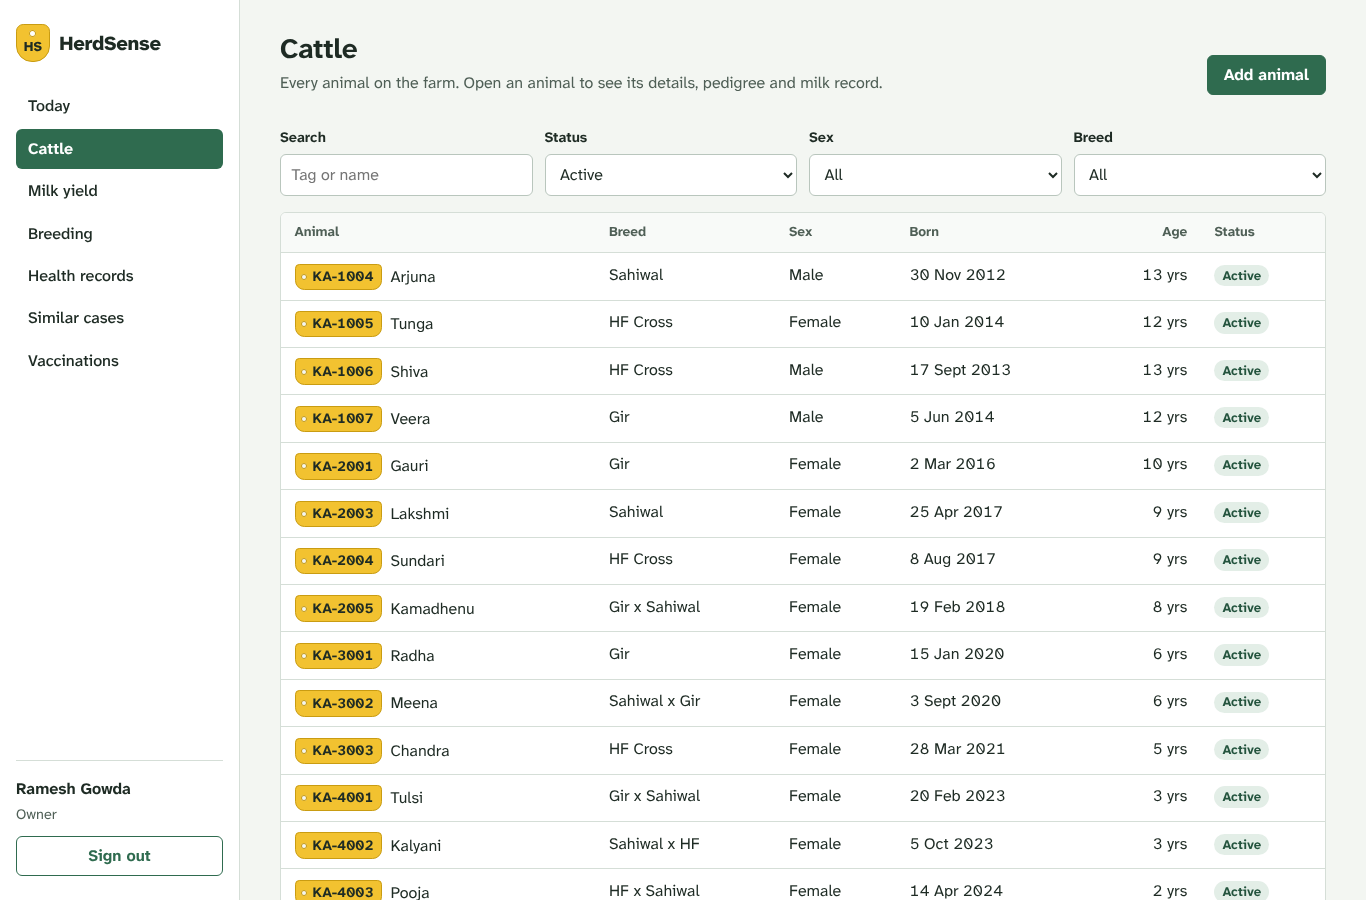 HS HerdSense
Today
Cattle
Milk yield
Breeding
Health records
Similar cases
Vaccinations
Ramesh Gowda
Owner
Sign out
Cattle
Every animal on the farm. Open an animal to see its details, pedigree and milk record.
Add animal
Search Status Sex Breed
Tag or name Active All All
Animal Breed Sex Born Age Status
KA-1004 Arjuna Sahiwal Male 30 Nov 2012 13 yrs Active
KA-1005 Tunga HF Cross Female 10 Jan 2014 12 yrs Active
KA-1006 Shiva HF Cross Male 17 Sept 2013 13 yrs Active
KA-1007 Veera Gir Male 5 Jun 2014 12 yrs Active
KA-2001 Gauri Gir Female 2 Mar 2016 10 yrs Active
KA-2003 Lakshmi Sahiwal Female 25 Apr 2017 9 yrs Active
KA-2004 Sundari HF Cross Female 8 Aug 2017 9 yrs Active
KA-2005 Kamadhenu Gir x Sahiwal Female 19 Feb 2018 8 yrs Active
KA-3001 Radha Gir Female 15 Jan 2020 6 yrs Active
KA-3002 Meena Sahiwal x Gir Female 3 Sept 2020 6 yrs Active
KA-3003 Chandra HF Cross Female 28 Mar 2021 5 yrs Active
KA-4001 Tulsi Gir x Sahiwal Female 20 Feb 2023 3 yrs Active
KA-4002 Kalyani Sahiwal x HF Female 5 Oct 2023 3 yrs Active
KA-4003 Pooja HF x Sahiwal Female 14 Apr 2024 2 yrs Active